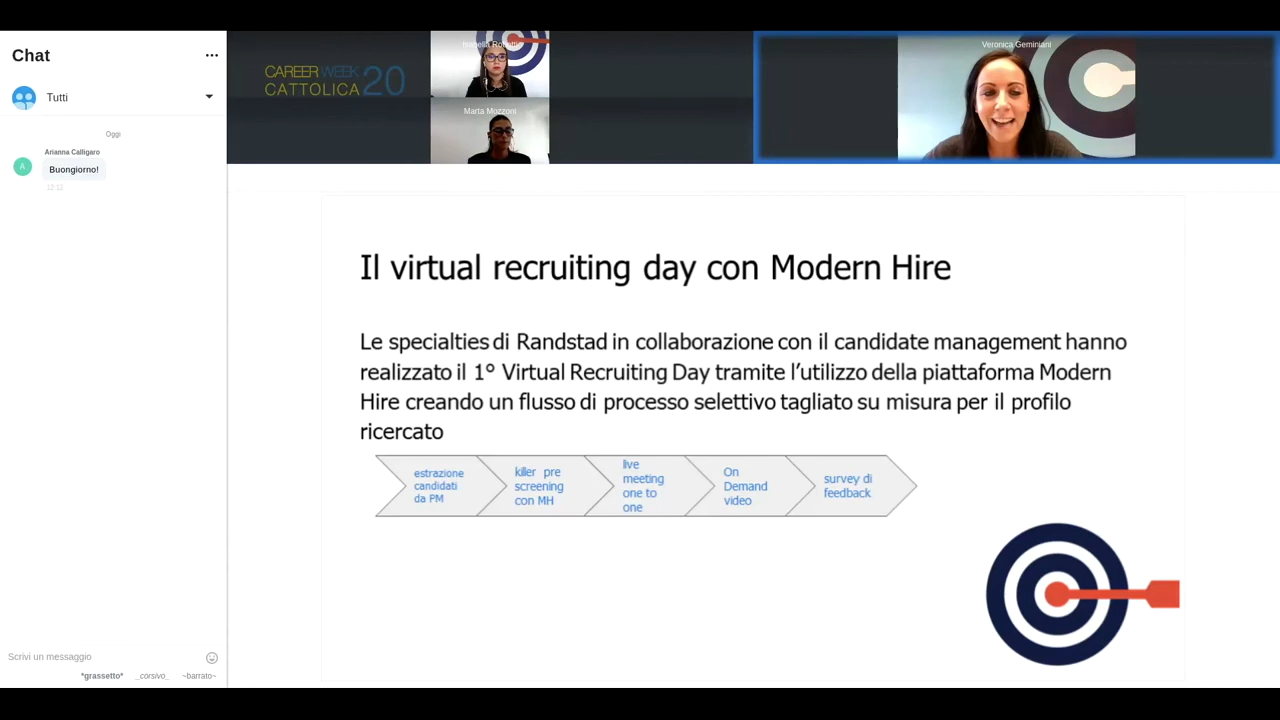 Chat
Tutti
Oggi
Arianna Calligaro
A
Buongiorno!
12:12
Scrivi un messaggio
*grassetto* _corsivo_ ~barrato~
CAREER WEEK
CATTOLICA 20
Marta Mozzoni
Veronica Geminiani
Il virtual recruiting day con Modern Hire
Le specialties di Randstad in collaborazione con il candidate management hanno
realizzato il 1° Virtual Recruiting Day tramite l’utilizzo della piattaforma Modern
Hire creando un flusso di processo selettivo tagliato su misura per il profilo
ricercato
estrazione
candidati
da PM
killer pre
screening
con MH
live
meeting
one to
one
On
Demand
video
survey di
feedback